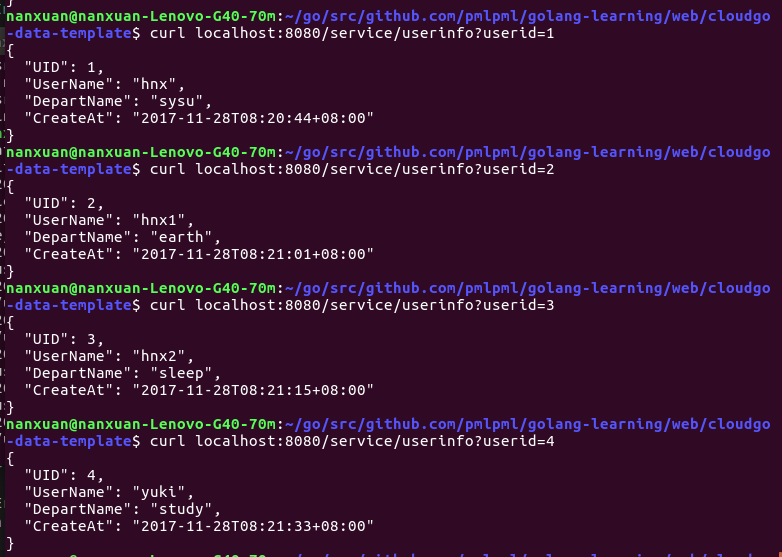 }
nanxuan@nanxuan-Lenovo-G40-70m:~/go/src/github.com/pmlpml/golang-learning/web/cloudgo
-data-template$ curl localhost:8080/service/userinfo?userid=1
{
  "UID": 1,
  "UserName": "hnx",
  "DepartName": "sysu",
  "CreateAt": "2017-11-28T08:20:44+08:00"
}
nanxuan@nanxuan-Lenovo-G40-70m:~/go/src/github.com/pmlpml/golang-learning/web/cloudgo
-data-template$ curl localhost:8080/service/userinfo?userid=2
{
  "UID": 2,
  "UserName": "hnx1",
  "DepartName": "earth",
  "CreateAt": "2017-11-28T08:21:01+08:00"
}
nanxuan@nanxuan-Lenovo-G40-70m:~/go/src/github.com/pmlpml/golang-learning/web/cloudgo
-data-template$ curl localhost:8080/service/userinfo?userid=3
{
  "UID": 3,
  "UserName": "hnx2",
  "DepartName": "sleep",
  "CreateAt": "2017-11-28T08:21:15+08:00"
}
nanxuan@nanxuan-Lenovo-G40-70m:~/go/src/github.com/pmlpml/golang-learning/web/cloudgo
-data-template$ curl localhost:8080/service/userinfo?userid=4
{
  "UID": 4,
  "UserName": "yuki",
  "DepartName": "study",
  "CreateAt": "2017-11-28T08:21:33+08:00"
}